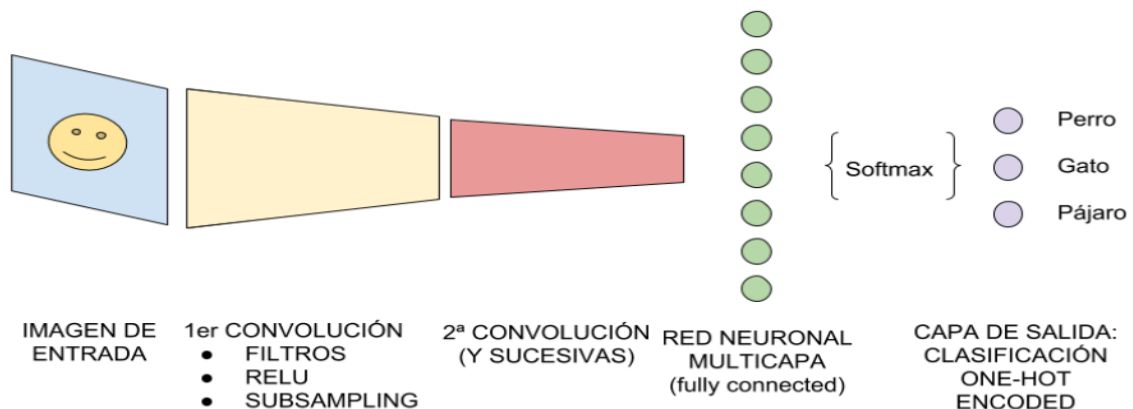 Softmax
Perro
Gato
Pájaro
IMAGEN DE
ENTRADA
1er CONVOLUCIÓN
● FILTROS
● RELU
● SUBSAMPLING
2ª CONVOLUCIÓN
(Y SUCESIVAS)
RED NEURONAL
MULTICAPA
(fully connected)
CAPA DE SALIDA:
CLASIFICACIÓN
ONE-HOT
ENCODED